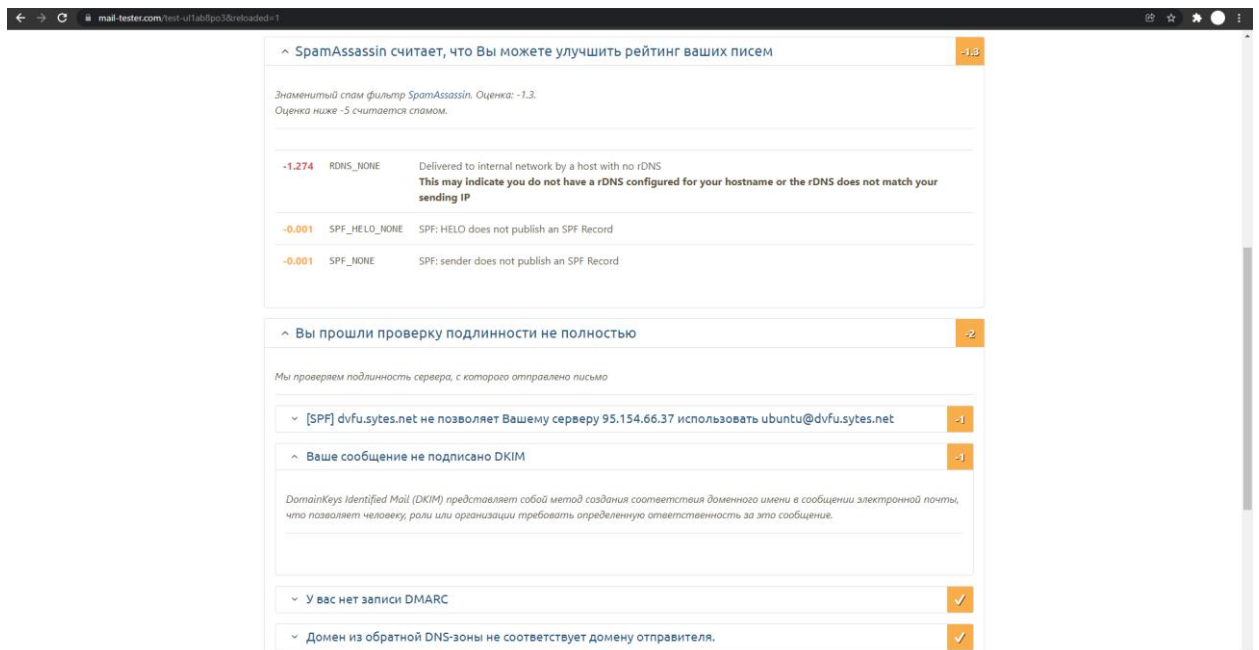 mail-tester.com/test-ul1ab8po3&reloaded=1
SpamAssassin считает, что Вы можете улучшить рейтинг ваших писем
-1.3
Знаменитый спам фильтр SpamAssassin. Оценка: -1.3.
Оценка ниже -5 считается спамом.
-1.274 RDNS_NONE Delivered to internal network by a host with no rDNS
This may indicate you do not have a rDNS configured for your hostname or the rDNS does not match your
sending IP
-0.001 SPF_HELO_NONE SPF: HELO does not publish an SPF Record
-0.001 SPF_NONE SPF: sender does not publish an SPF Record
Вы прошли проверку подлинности не полностью
-2
Мы проверяем подлинность сервера, с которого отправлено письмо
[SPF] dvfu.sytes.net не позволяет Вашему серверу 95.154.66.37 использовать ubuntu@dvfu.sytes.net
-1
Ваше сообщение не подписано DKIM
-1
DomainKeys Identified Mail (DKIM) представляет собой метод создания соответствия доменного имени в сообщении электронной почты,
что позволяет человеку, роли или организации требовать определенную ответственность за это сообщение.
У вас нет записи DMARC
Домен из обратной DNS-зоны не соответствует домену отправителя.